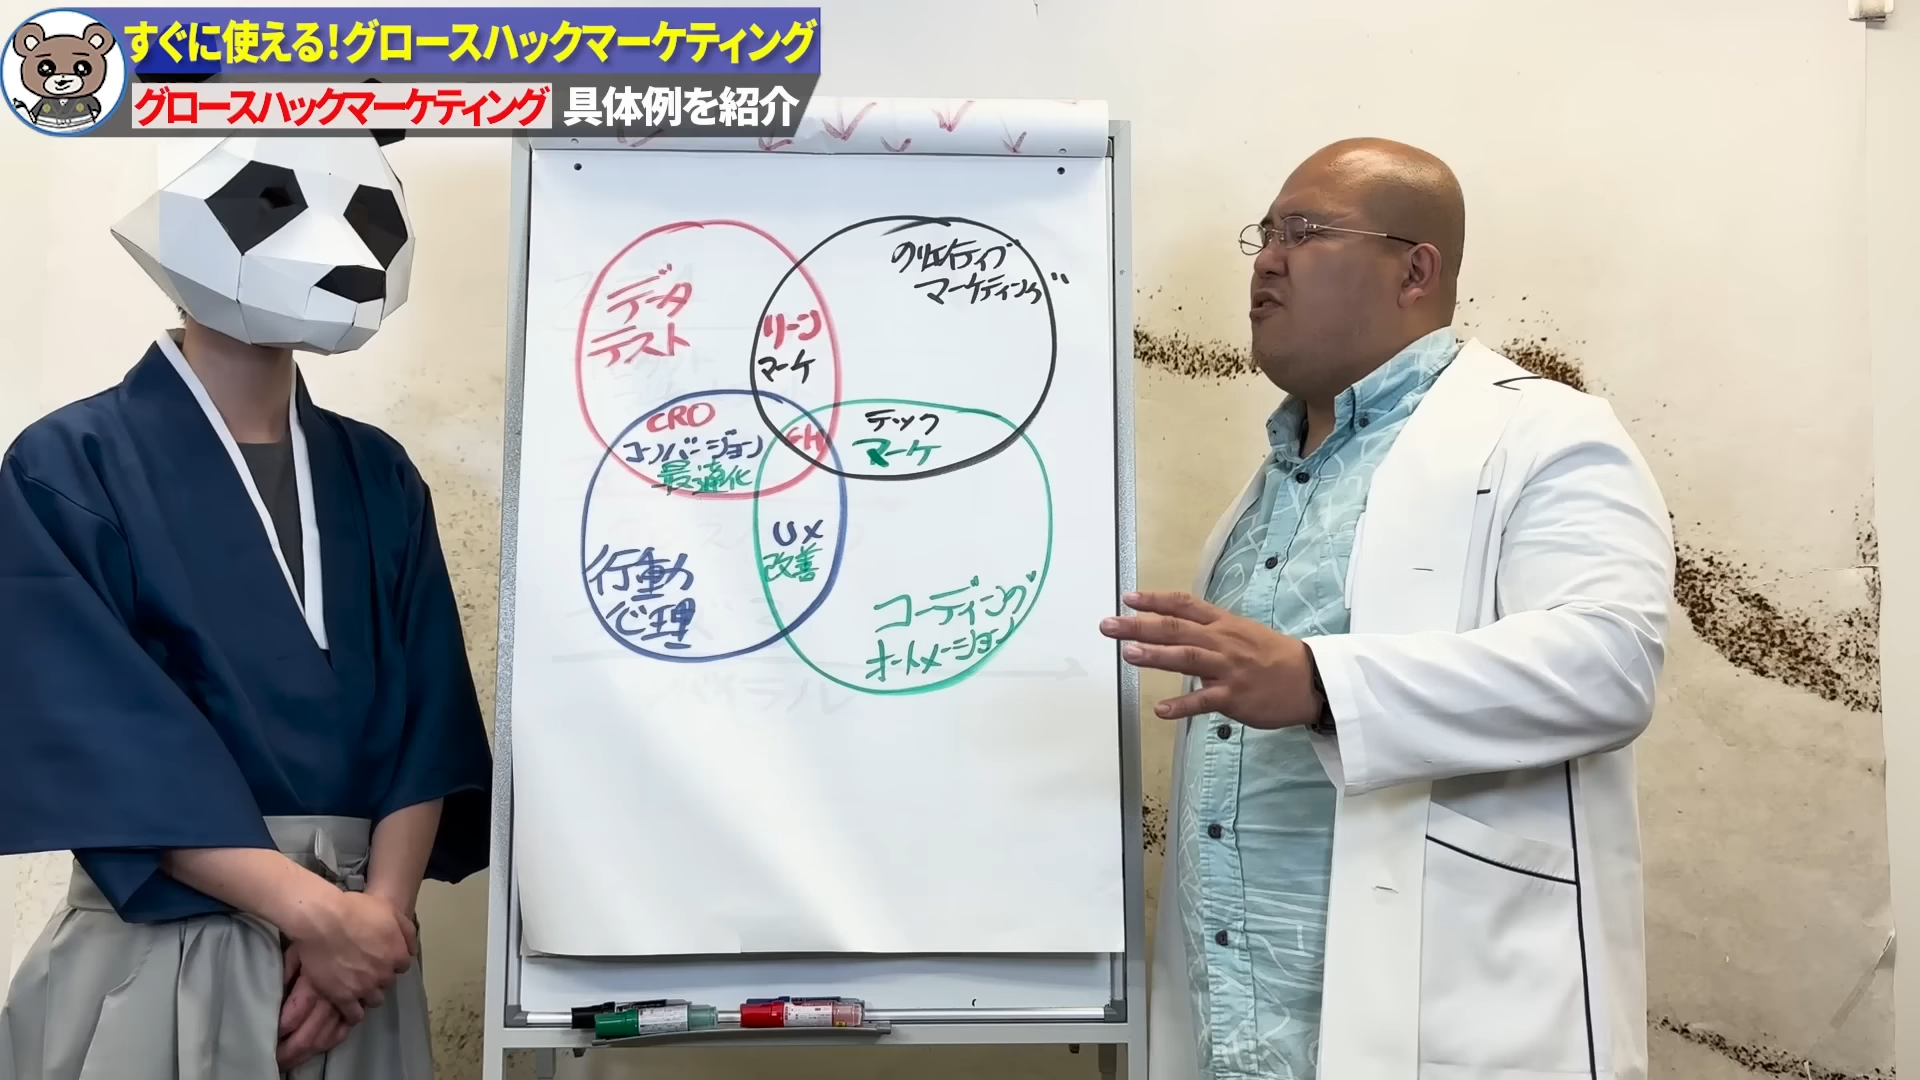 すぐに使える！グロースハックマーケティング
グロースハックマーケティング 具体例を紹介
データ
テスト
クリエイティブ
マーケティング
リーン
マーケ
CRO
コンバージョン
最適化
GH
テック
マーケ
UX
改善
行動
心理
コーディング
オートメーション